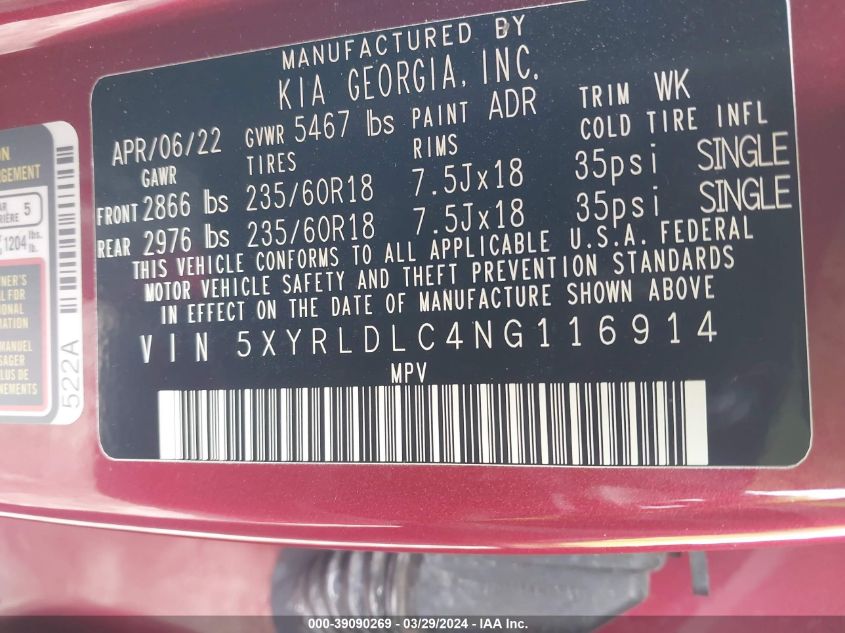 MANUFACTURED BY
KIA GEORGIA, INC.
APR/06/22 GVWR 5467 lbs PAINT ADR TRIM WK
GAWR TIRES RIMS COLD TIRE INFL
FRONT 2866 lbs 235/60R18 7.5Jx18 35psi SINGLE
REAR 2976 lbs 235/60R18 7.5Jx18 35psi SINGLE
THIS VEHICLE CONFORMS TO ALL APPLICABLE U.S.A. FEDERAL
MOTOR VEHICLE SAFETY AND THEFT PREVENTION STANDARDS
IN EFFECT ON THE DATE OF MANUFACTURE SHOWN ABOVE
VIN 5XYRLDLC4NG116914
MPV
5
1204 lbs.
522A
000-39090269 - 03/29/2024 - IAA Inc.